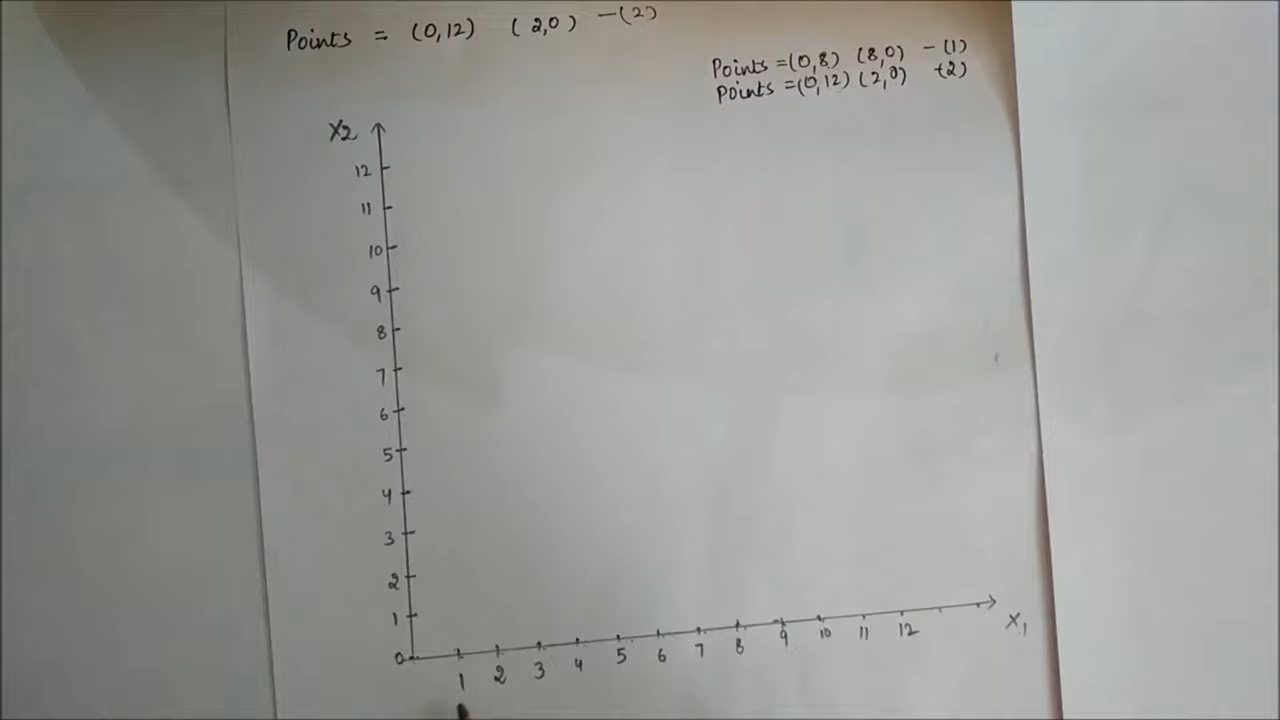 Points = (0,12) (2,0) -(2)
Points =(0,8) (8,0) -(1)
Points =(0,12) (2,0) -(2)
X2
12
11
10
9
8
7
6
5
4
3
2
1
0
1 2 3 4 5 6 7 8 9 10 11 12
X1